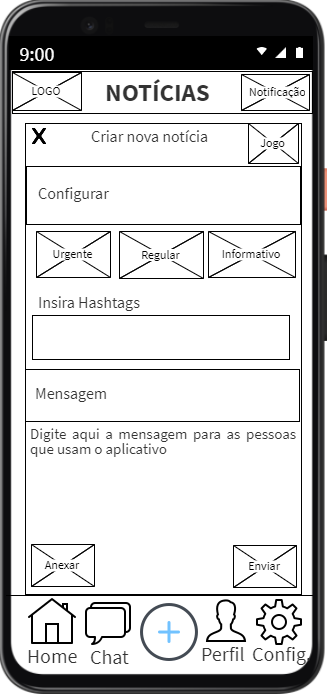 9:00
LOGO
NOTÍCIAS
Notificação
X
Criar nova notícia
Jogo
Configurar
Urgente
Regular
Informativo
Insira Hashtags
Mensagem
Digite aqui a mensagem para as pessoas
que usam o aplicativo
Anexar
Enviar
Home
Chat
Perfil
Config.